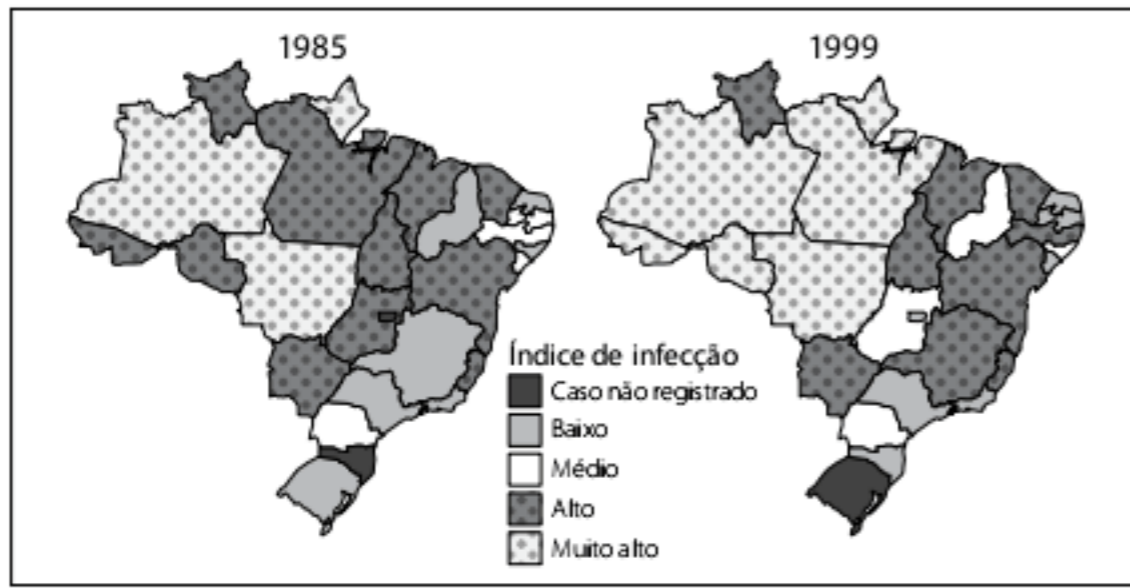 1985
1999
Índice de infecção
Caso não registrado
Baixo
Médio
Alto
Muito alto